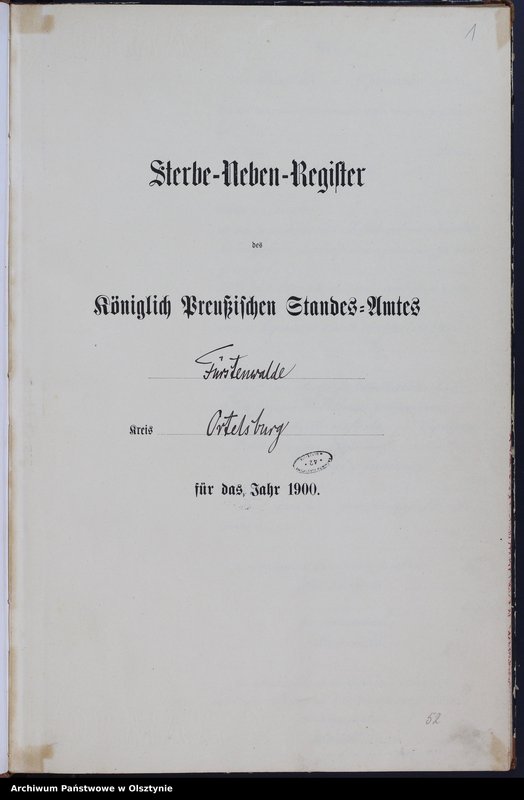 1
Sterbe-Neben-Register
des
Königlich Preußischen Standes-Amtes
Fürstenwalde
Kreis Ortelsburg
42
für das Jahr 1900.
52
Archiwum Państwowe w Olsztynie